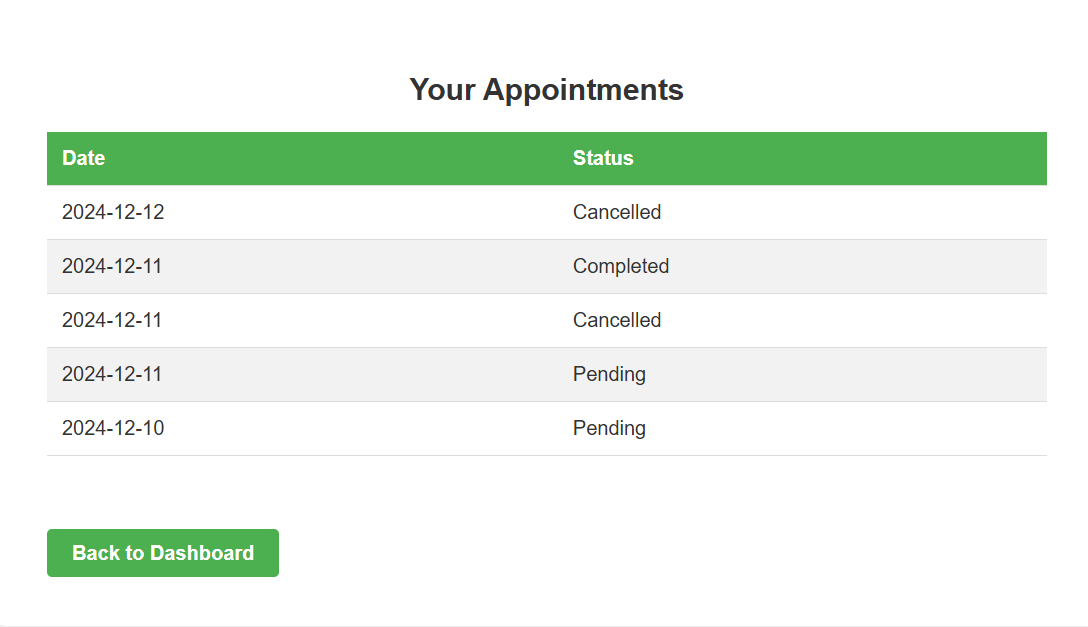 Your Appointments
Date Status
2024-12-12 Cancelled
2024-12-11 Completed
2024-12-11 Cancelled
2024-12-11 Pending
2024-12-10 Pending
Back to Dashboard